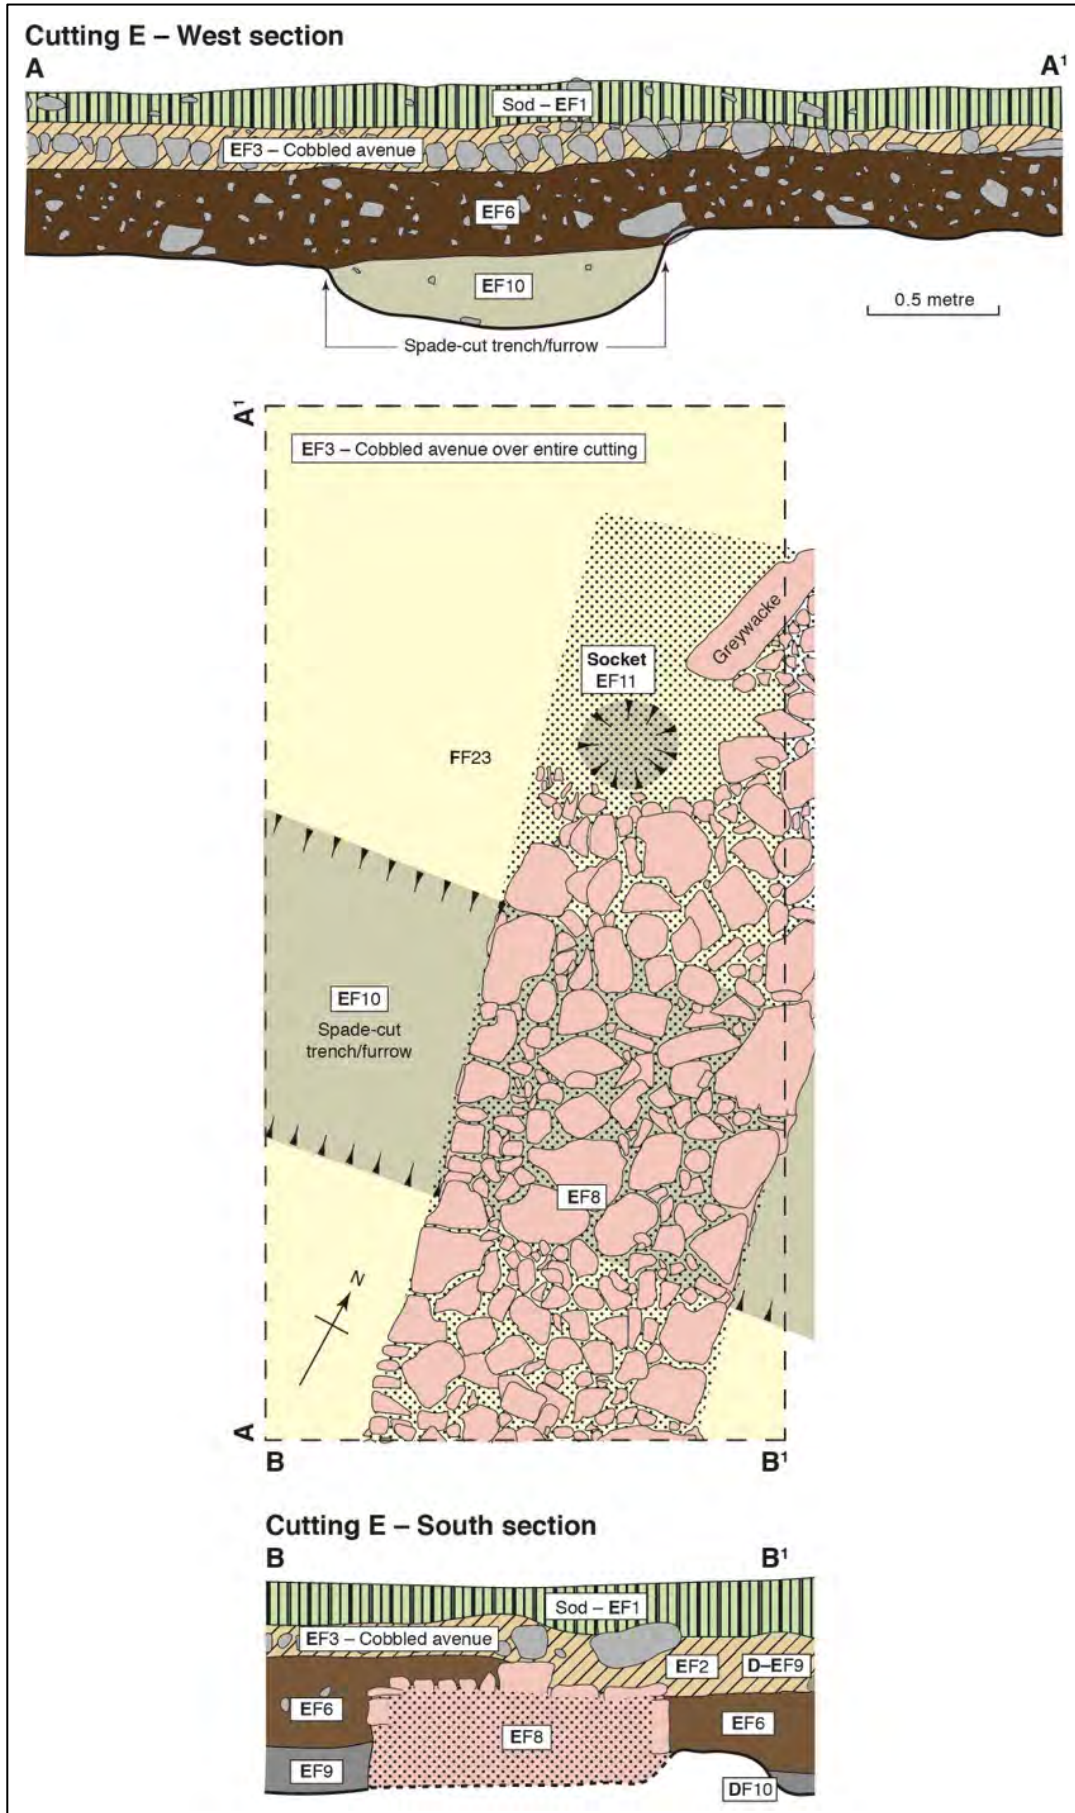 Cutting E – West section
A
A¹
Sod – EF1
EF3 – Cobbled avenue
EF6
EF10
0.5 metre
Spade-cut trench/furrow
A¹
EF3 – Cobbled avenue over entire cutting
Greywacke
Socket
EF11
FF23
EF10
Spade-cut
trench/furrow
EF8
N
A
B
B¹
Cutting E – South section
B
B¹
Sod – EF1
EF3 – Cobbled avenue
EF2
D–EF9
EF6
EF8
EF6
EF9
DF10